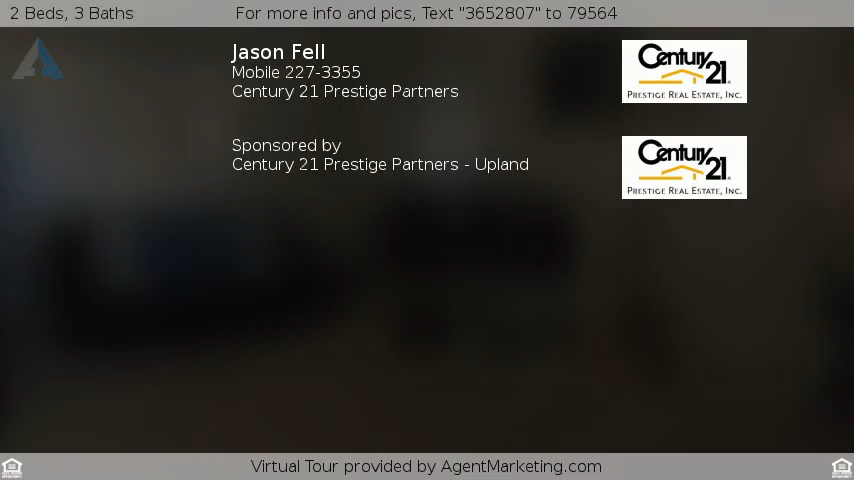 2 Beds, 3 Baths
For more info and pics, Text "3652807" to 79564
Jason Fell
Mobile 227-3355
Century 21 Prestige Partners
Century 21®
PRESTIGE REAL ESTATE, INC.
Sponsored by
Century 21 Prestige Partners - Upland
Century 21®
PRESTIGE REAL ESTATE, INC.
Virtual Tour provided by AgentMarketing.com